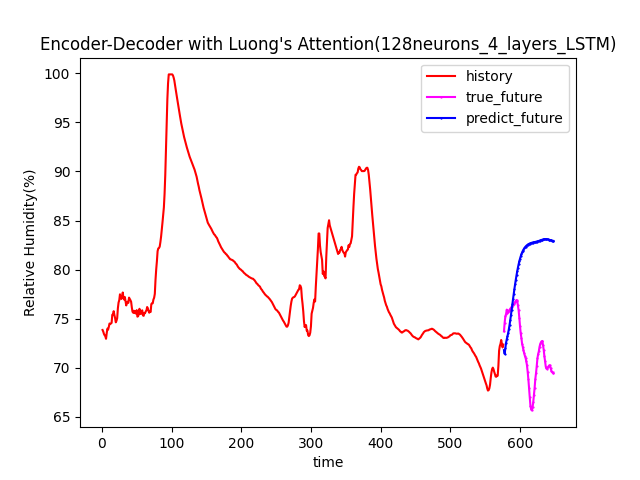 Encoder-Decoder with Luong's Attention(128neurons_4_layers_LSTM)
history
true_future
predict_future
Relative Humidity(%)
100
95
90
85
80
75
70
65
0 100 200 300 400 500 600
time